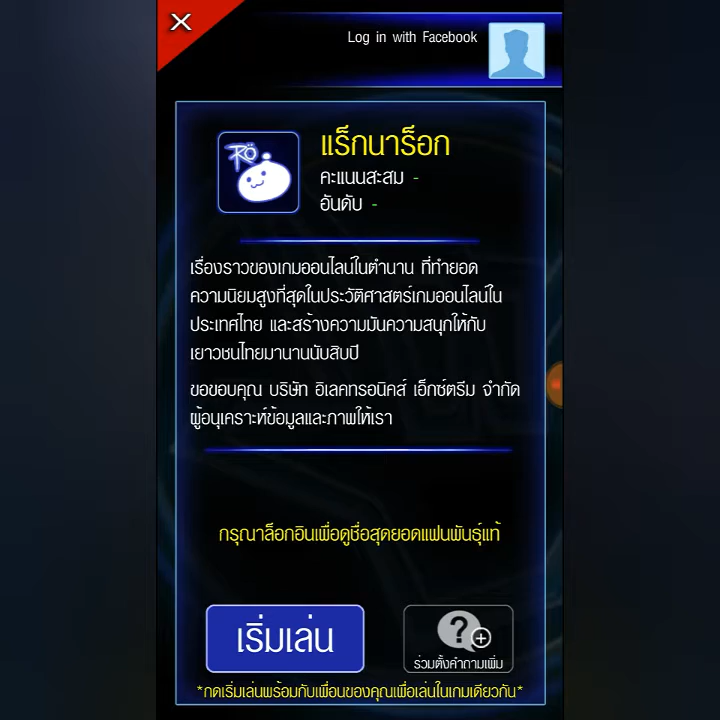 Log in with Facebook
RO
แร็กนาร็อก
คะแนนสะสม -
อันดับ -
เรื่องราวของเกมออนไลน์ในตำนาน ที่ทำยอด
ความนิยมสูงที่สุดในประวัติศาสตร์เกมออนไลน์ใน
ประเทศไทย และสร้างความมันความสนุกให้กับ
เยาวชนไทยมานานนับสิบปี
ขอขอบคุณ บริษัท อิเลคทรอนิคส์ เอ็กซ์ตรีม จำกัด
ผู้อนุเคราะห์ข้อมูลและภาพให้เรา
กรุณาล็อกอินเพื่อดูชื่อสุดยอดแฟนพันธุ์แท้
เริ่มเล่น
ร่วมตั้งคำถามเพิ่ม
*กดเริ่มเล่นพร้อมกับเพื่อนของคุณเพื่อเล่นในเกมเดียวกัน*